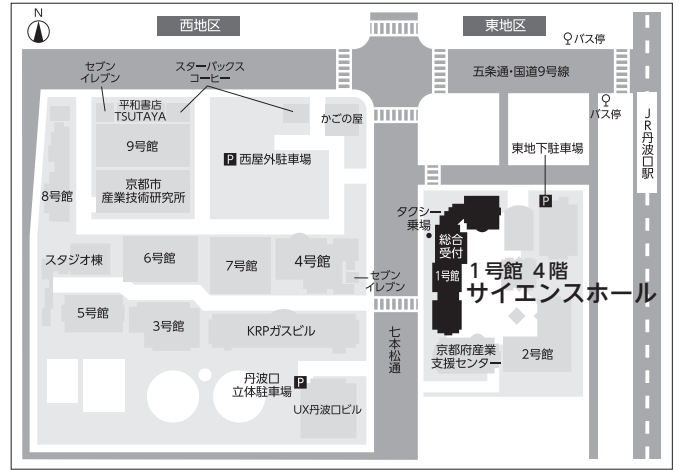 N
西地区
東地区
バス停
セブン
イレブン
スターバックス
コーヒー
五条通・国道9号線
バス停
平和書店
TSUTAYA
かごの屋
JR丹波口駅
9号館
P 西屋外駐車場
東地下駐車場
P
8号館
京都市
産業技術研究所
タクシー
乗場
総合
受付
スタジオ棟
6号館
7号館
4号館
セブン
イレブン
1号館
1号館 4階
サイエンスホール
5号館
3号館
KRPガスビル
七本松通
京都府産業
支援センター
2号館
丹波口
立体駐車場
P
UX丹波口ビル